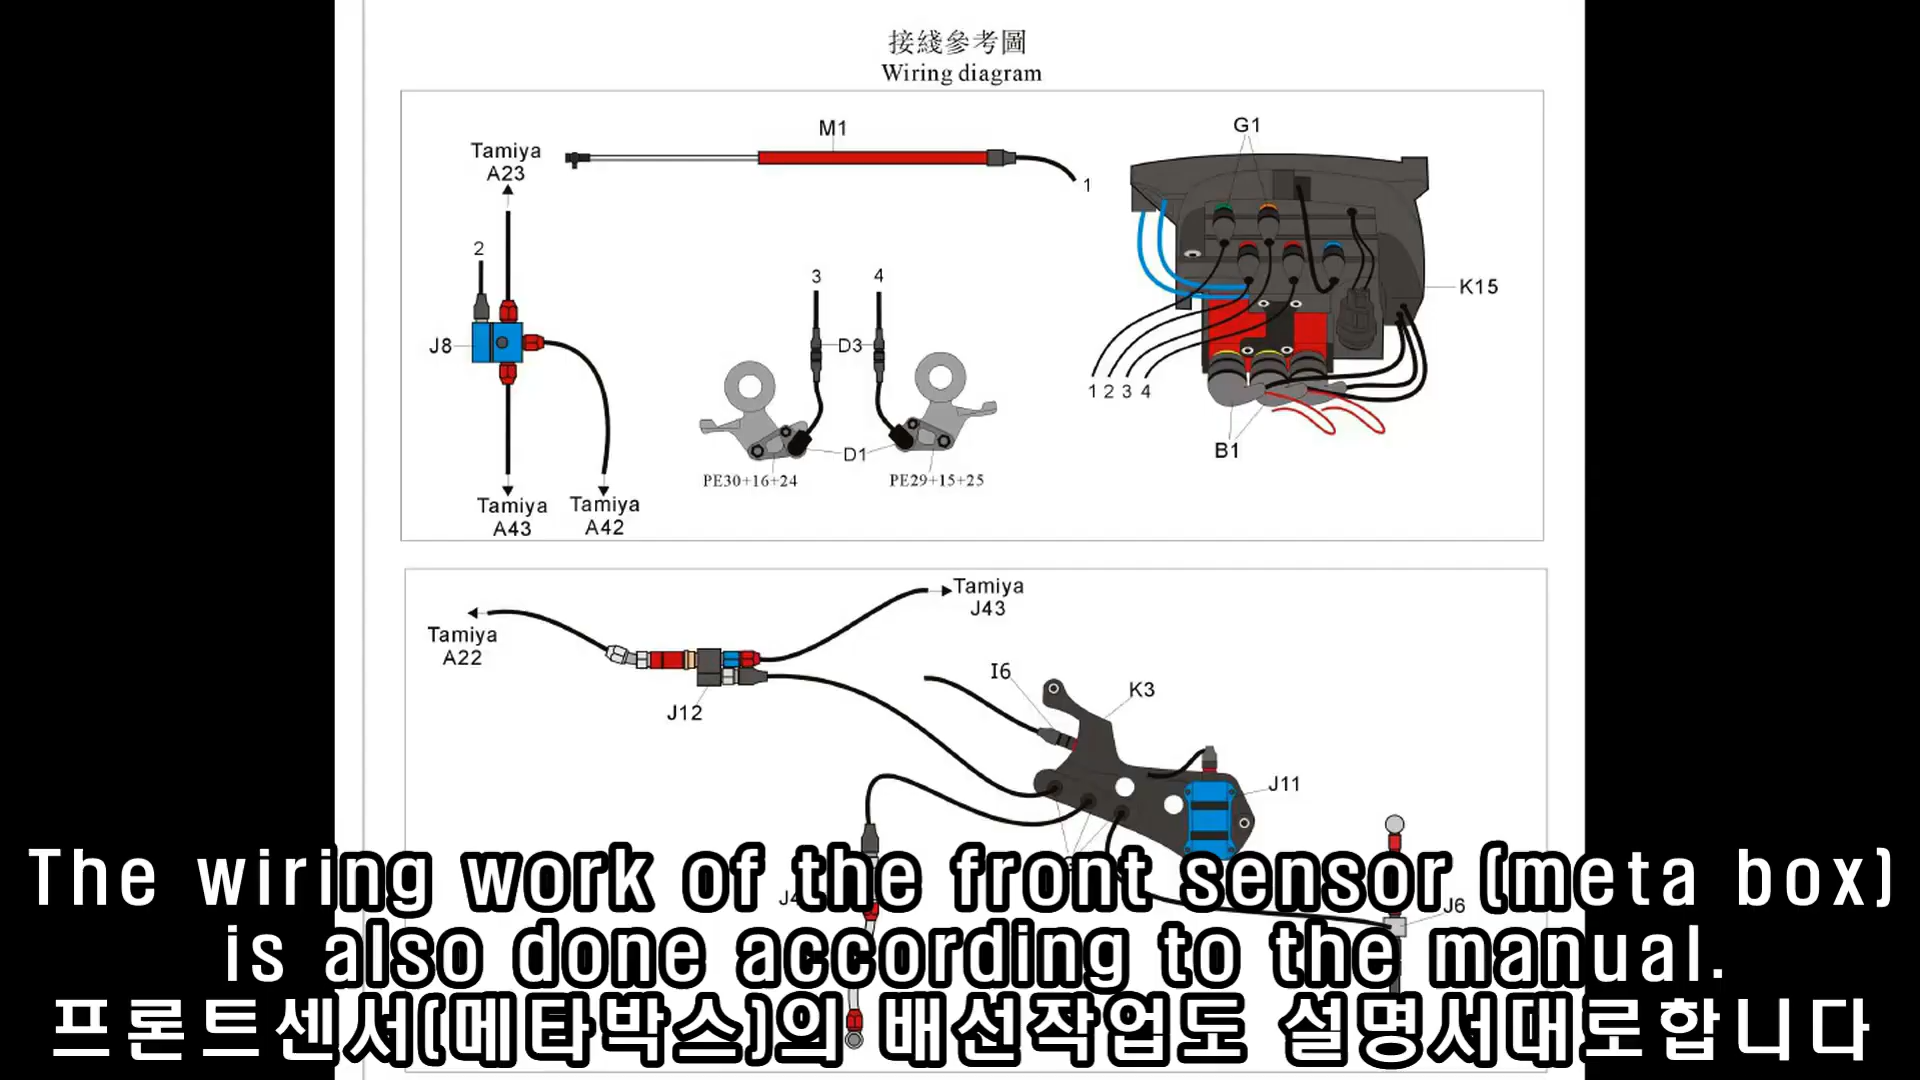 接綫參考圖
Wiring diagram
M1
1
Tamiya
A23
2
J8
Tamiya
A43
Tamiya
A42
3
4
D3
D1
PE30+16+24
PE29+15+25
G1
K15
1 2 3 4
B1
Tamiya
A22
Tamiya
J43
J12
I6
K3
J11
J6
The wiring work of the front sensor (meta box)
is also done according to the manual.
프론트센서(메타박스)의 배선작업도 설명서대로합니다